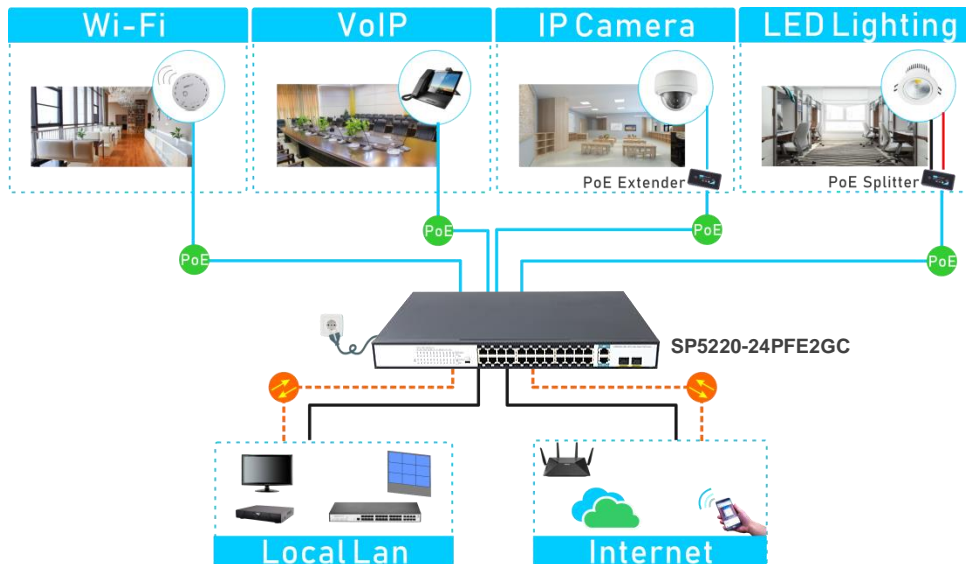 Wi-Fi
VoIP
IP Camera
LED Lighting
PoE Extender
PoE Splitter
PoE
PoE
PoE
PoE
SP5220-24PFE2GC
Local Lan
Internet